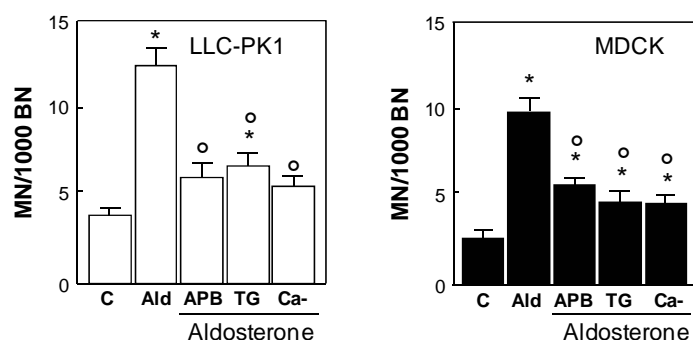 LLC-PK1
MN/1000 BN
15
10
5
0
*
*
C Ald APB TG Ca-
Aldosterone
MDCK
MN/1000 BN
15
10
5
0
*
*
*
*
C Ald APB TG Ca-
Aldosterone